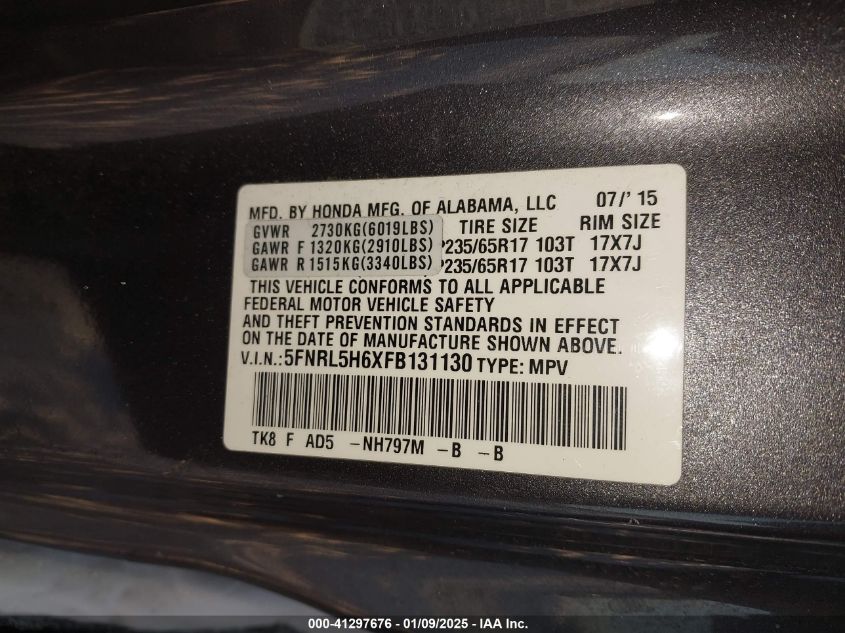 MFD. BY HONDA MFG. OF ALABAMA, LLC 07/' 15
GVWR 2730KG(6019LBS) TIRE SIZE RIM SIZE
GAWR F 1320KG(2910LBS) P235/65R17 103T 17X7J
GAWR R 1515KG(3340LBS) P235/65R17 103T 17X7J
THIS VEHICLE CONFORMS TO ALL APPLICABLE
FEDERAL MOTOR VEHICLE SAFETY
AND THEFT PREVENTION STANDARDS IN EFFECT
ON THE DATE OF MANUFACTURE SHOWN ABOVE.
V.I.N.:5FNRL5H6XFB131130 TYPE: MPV
TK8 F AD5 -NH797M -B -B
000-41297676 - 01/09/2025 - IAA Inc.